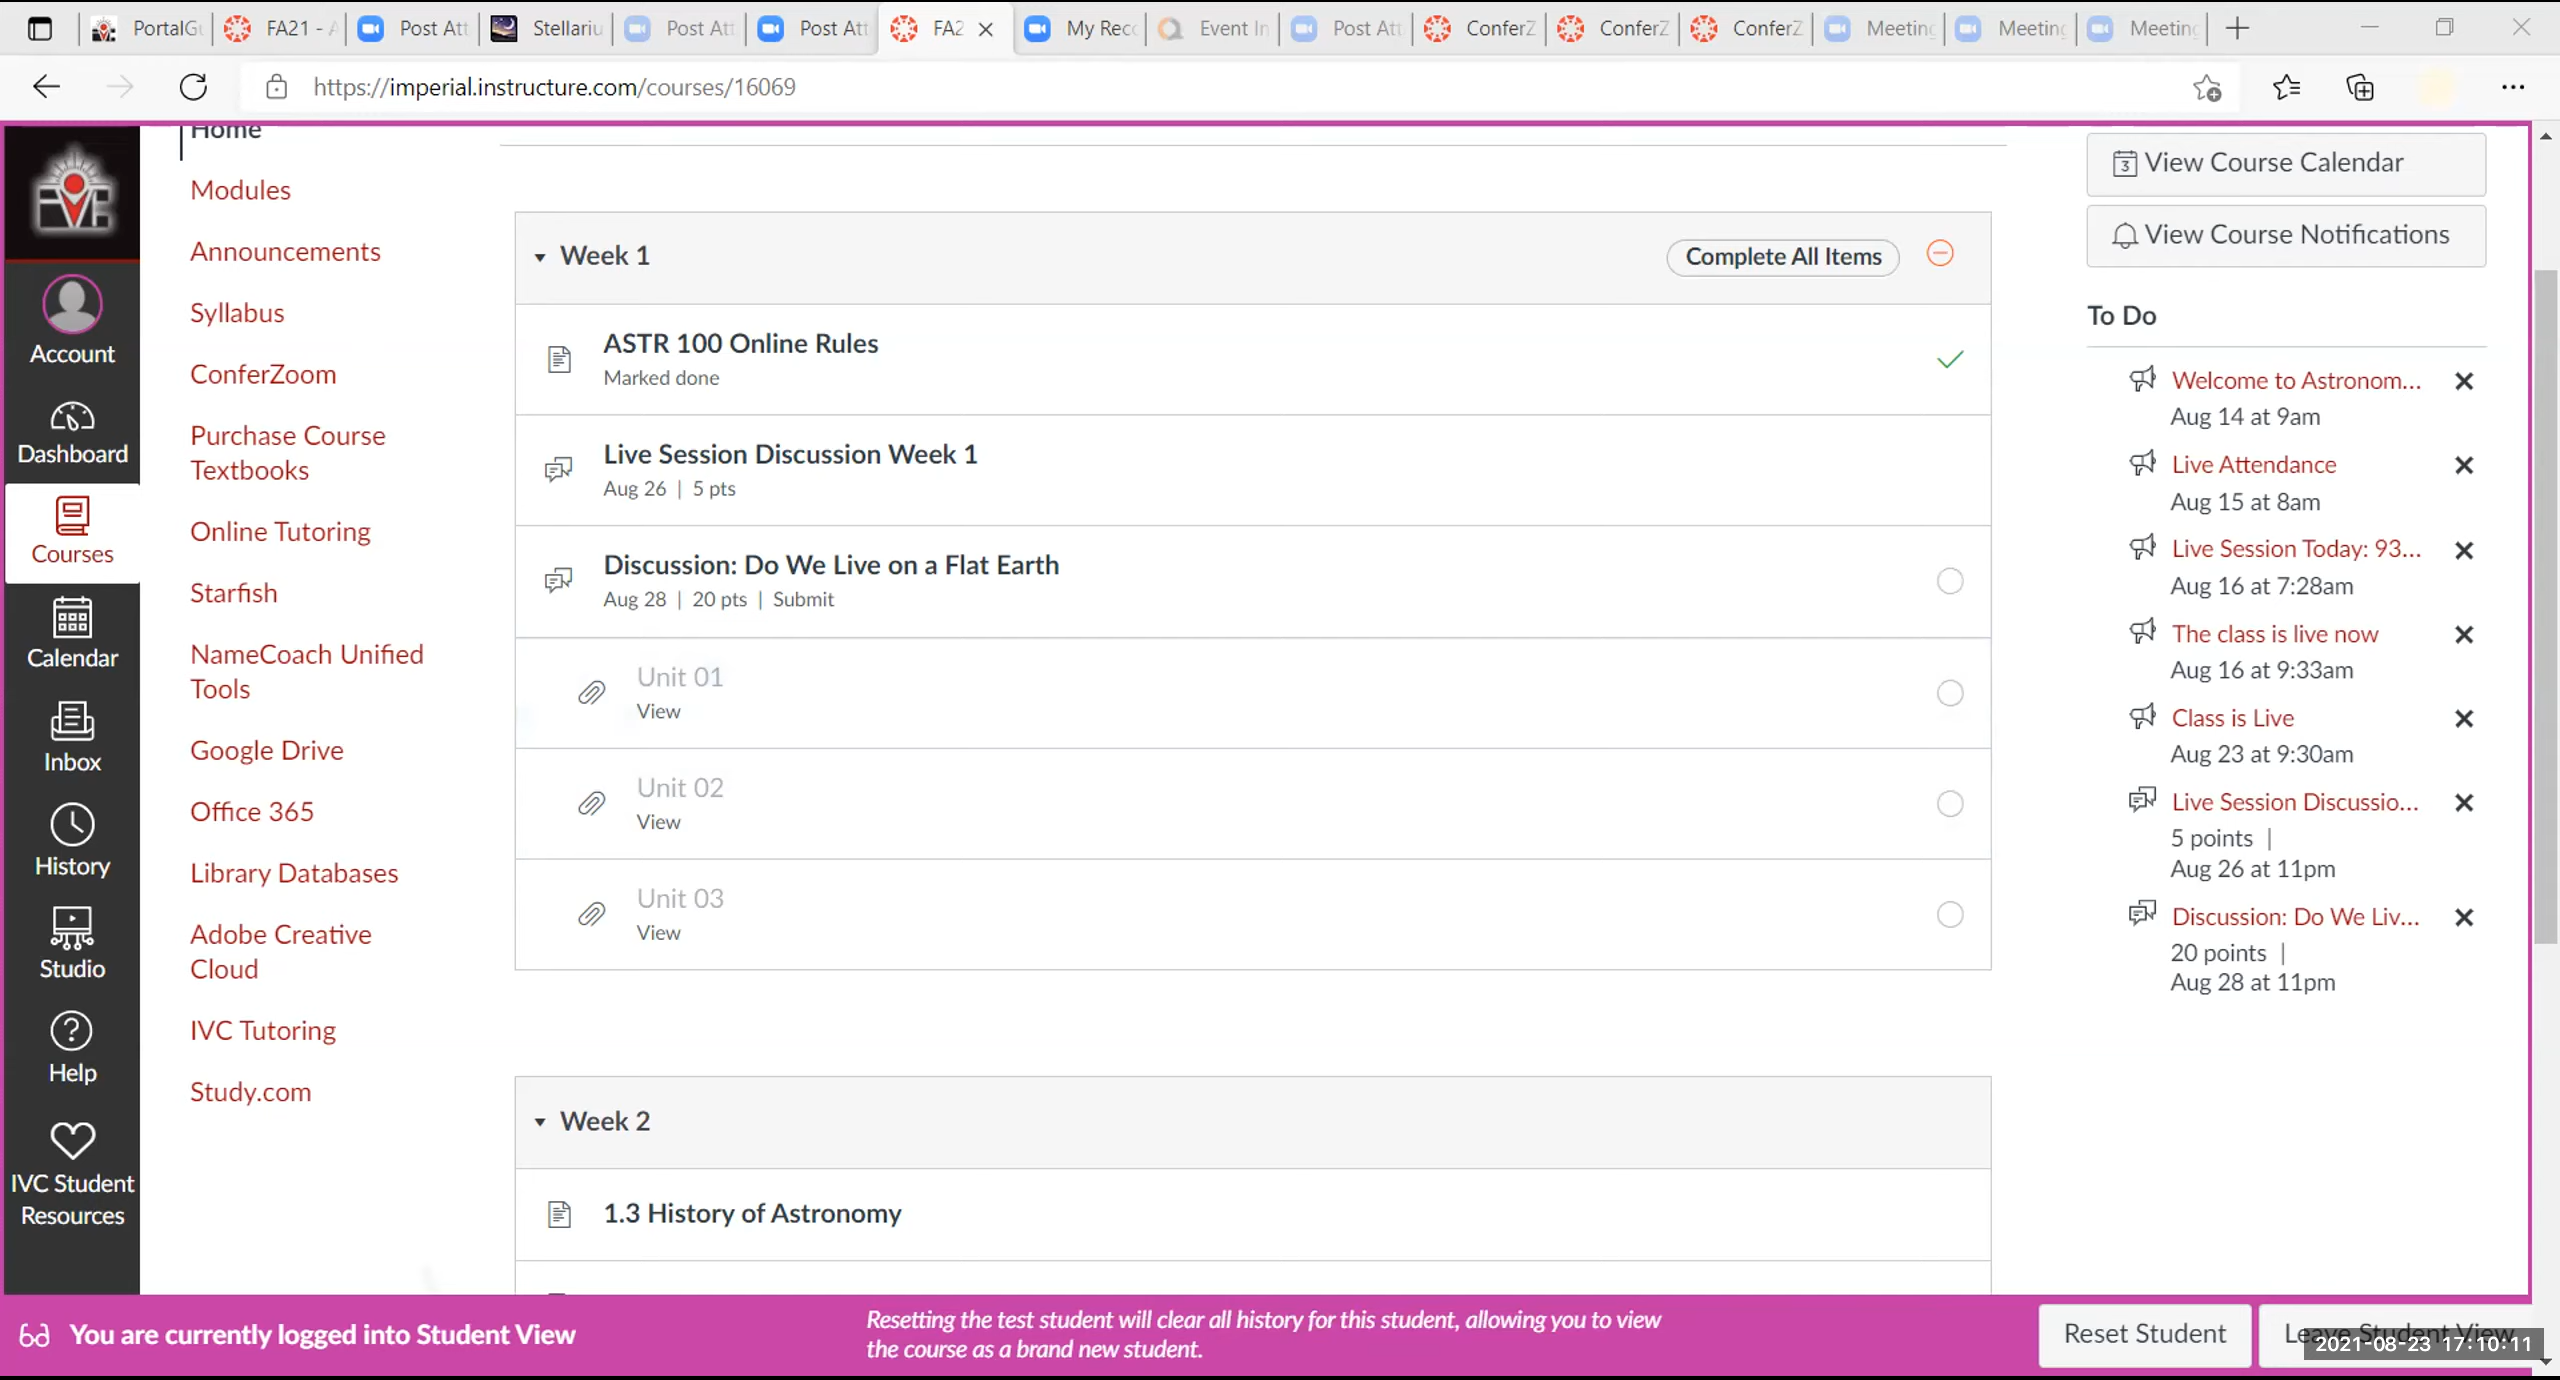 PortalG
FA21 - A
Post Att
Stellariu
Post Att
Post Att
FA2
My Rec
Event In
Post Att
ConferZ
ConferZ
ConferZ
Meeting
Meeting
Meeting
https://imperial.instructure.com/courses/16069
Home
Modules
Announcements
Syllabus
ConferZoom
Purchase Course
Textbooks
Online Tutoring
Starfish
NameCoach Unified
Tools
Google Drive
Office 365
Library Databases
Adobe Creative
Cloud
IVC Tutoring
Study.com
Account
Dashboard
Courses
Calendar
Inbox
History
Studio
Help
IVC Student
Resources
Week 1
Complete All Items
ASTR 100 Online Rules
Marked done
Live Session Discussion Week 1
Aug 26 | 5 pts
Discussion: Do We Live on a Flat Earth
Aug 28 | 20 pts | Submit
Unit 01
View
Unit 02
View
Unit 03
View
Week 2
1.3 History of Astronomy
3 View Course Calendar
View Course Notifications
To Do
Welcome to Astronom...
Aug 14 at 9am
Live Attendance
Aug 15 at 8am
Live Session Today: 93...
Aug 16 at 7:28am
The class is live now
Aug 16 at 9:33am
Class is Live
Aug 23 at 9:30am
Live Session Discussio...
5 points |
Aug 26 at 11pm
Discussion: Do We Liv...
20 points |
Aug 28 at 11pm
You are currently logged into Student View
Resetting the test student will clear all history for this student, allowing you to view
the course as a brand new student.
Reset Student
Leave Student View
2021-08-23 17:10:11